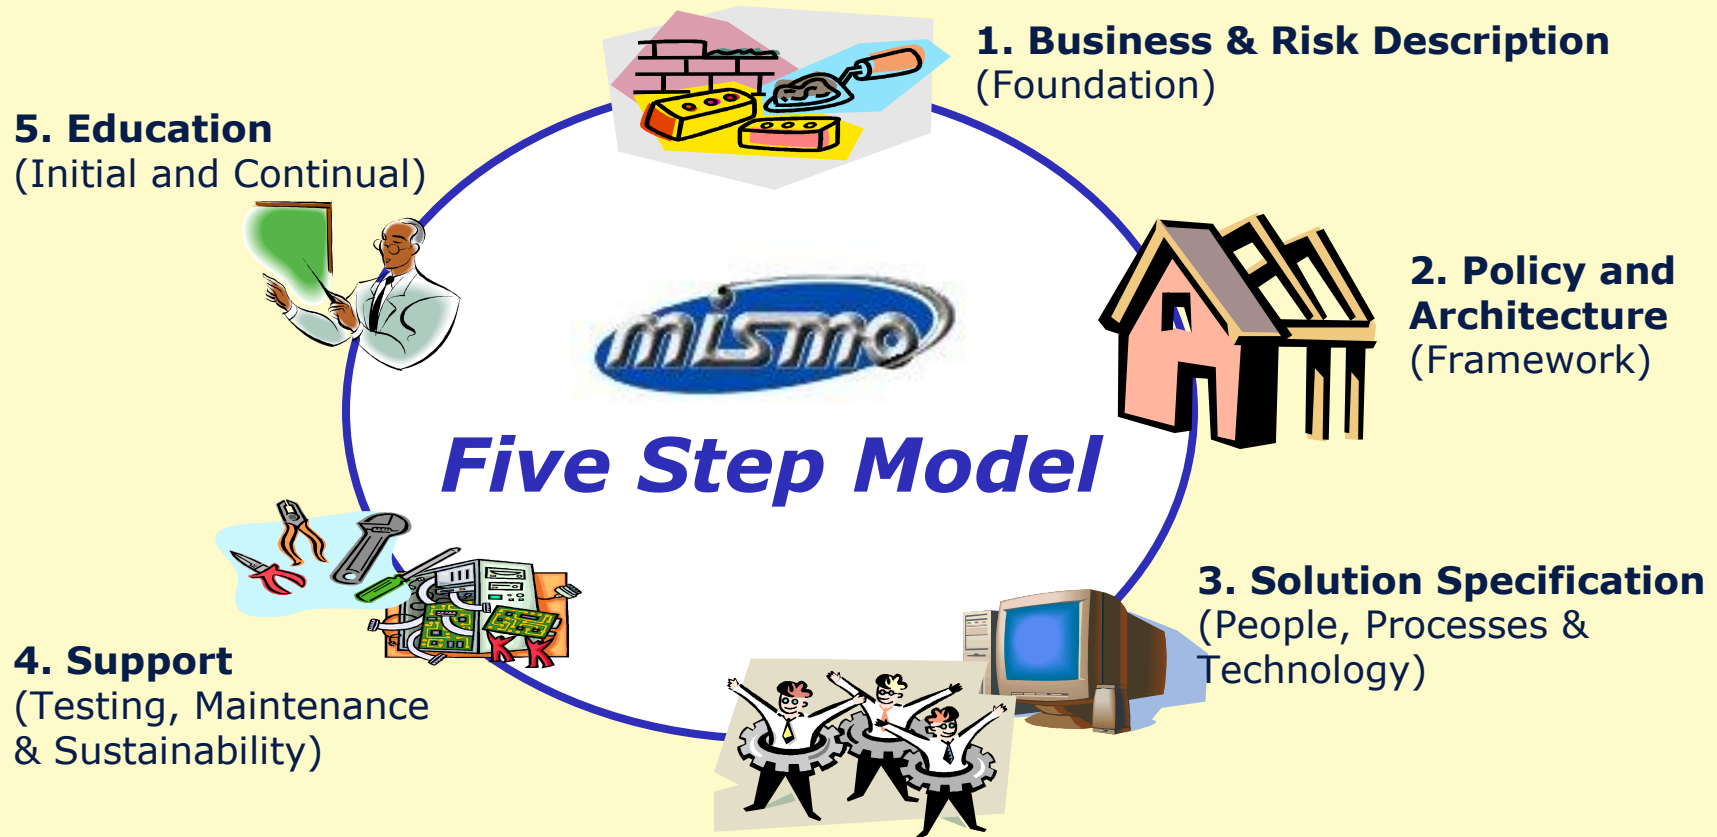 1. Business & Risk Description
(Foundation)
5. Education
(Initial and Continual)
2. Policy and
Architecture
(Framework)
mismo
Five Step Model
3. Solution Specification
(People, Processes &
Technology)
4. Support
(Testing, Maintenance
& Sustainability)